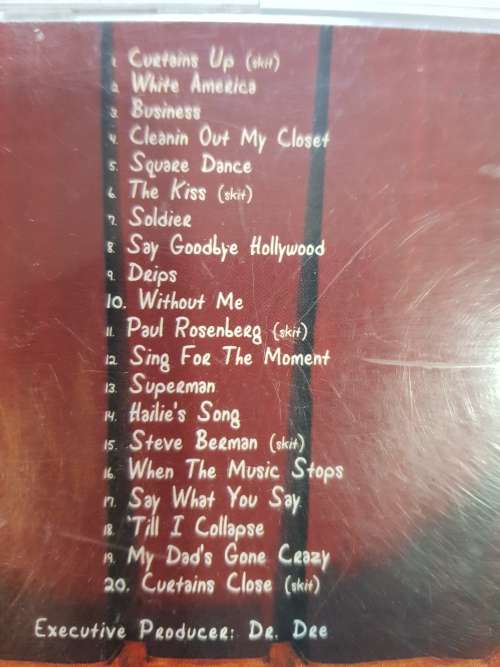 1. Curtains Up (skit)
2. White America
3. Business
4. Cleanin Out My Closet
5. Square Dance
6. The Kiss (skit)
7. Soldier
8. Say Goodbye Hollywood
9. Drips
10. Without Me
11. Paul Rosenberg (skit)
12. Sing For The Moment
13. Superman
14. Hailie's Song
15. Steve Berman (skit)
16. When The Music Stops
17. Say What You Say
18. 'Till I Collapse
19. My Dad's Gone Crazy
20. Curtains Close (skit)
Executive Producer: Dr. Dre